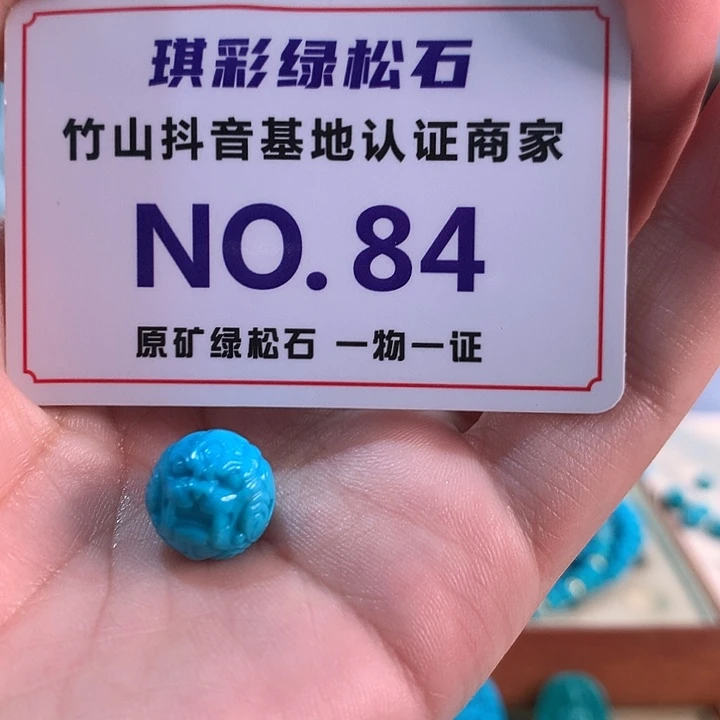 琪彩绿松石
竹山抖音基地认证商家
NO.84
原矿绿松石 一物一证